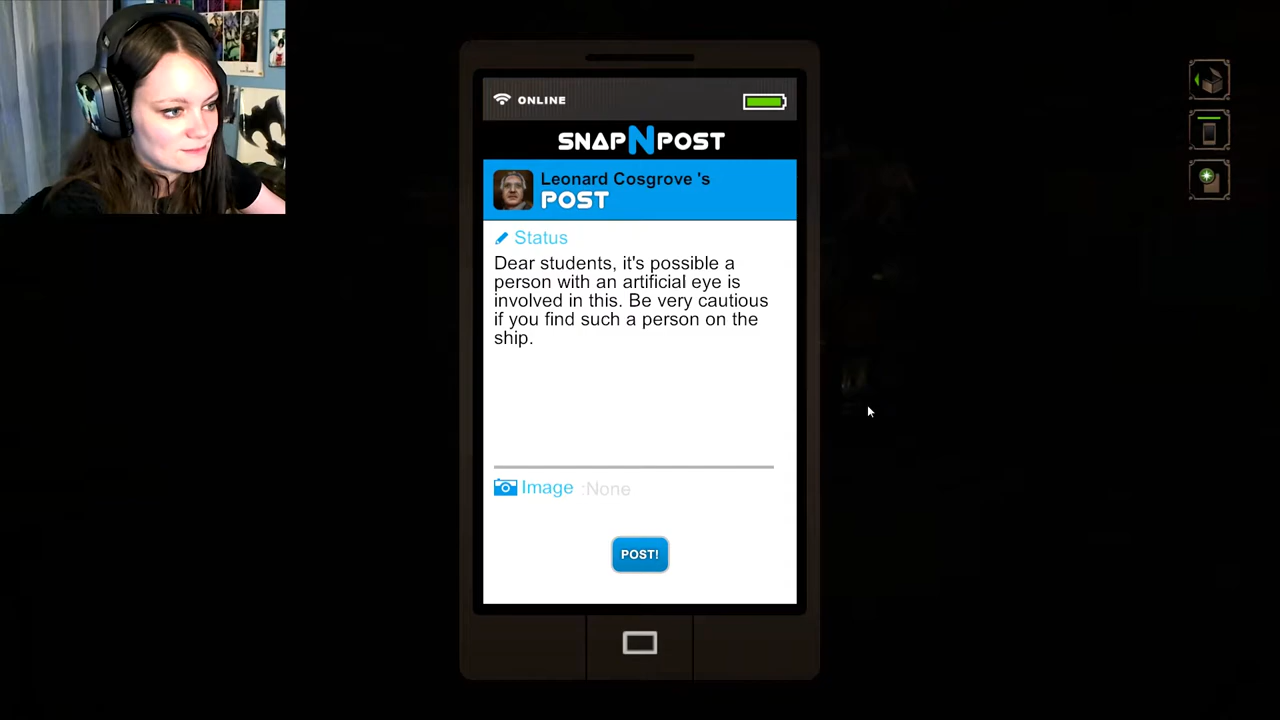 ONLINE
SNAPNPOST
Leonard Cosgrove 's
POST
Status
Dear students, it's possible a
person with an artificial eye is
involved in this. Be very cautious
if you find such a person on the
ship.
Image :None
POST!